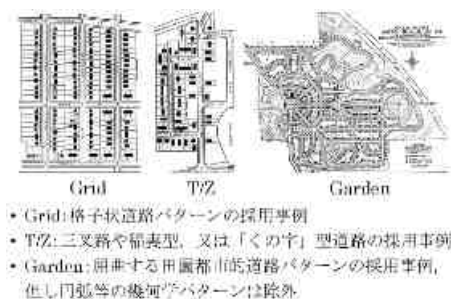 Grid
T/Z
Garden
• Grid:格子状道路パターンの採用事例
• T/Z:三叉路や稲妻型、又は「くの字」型道路の採用事例
• Garden:屈曲する田園都市的道路パターンの採用事例,
但し円弧等の幾何学パターンは除外